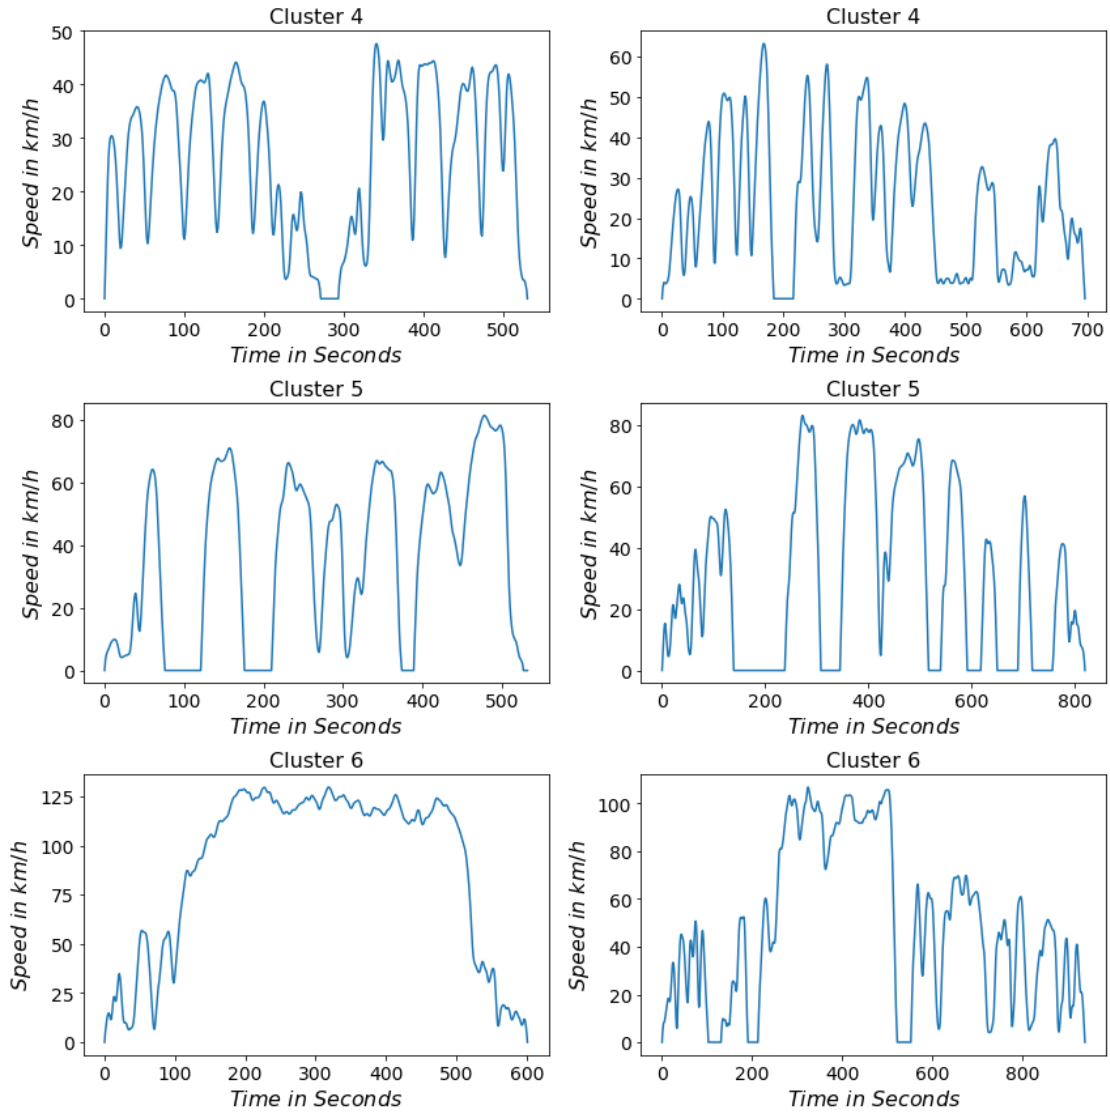 Cluster 4
Speed in km/h
50
40
30
20
10
0
0 100 200 300 400 500
Time in Seconds
Cluster 4
Speed in km/h
60
50
40
30
20
10
0
0 100 200 300 400 500 600 700
Time in Seconds
Cluster 5
Speed in km/h
80
60
40
20
0
0 100 200 300 400 500
Time in Seconds
Cluster 5
Speed in km/h
80
60
40
20
0
0 200 400 600 800
Time in Seconds
Cluster 6
Speed in km/h
125
100
75
50
25
0
0 100 200 300 400 500 600
Time in Seconds
Cluster 6
Speed in km/h
100
80
60
40
20
0
0 200 400 600 800
Time in Seconds